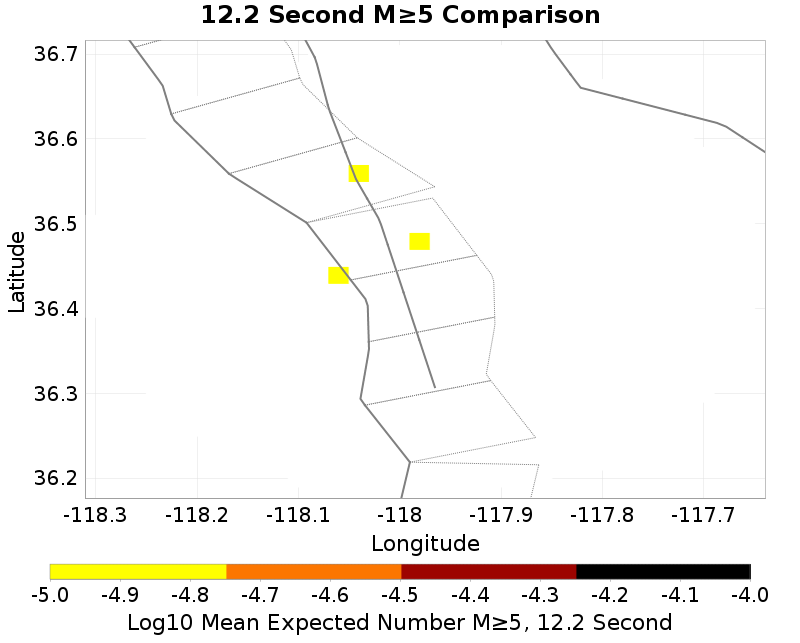 12.2 Second M≥5 Comparison
36.7
36.6
36.5
36.4
36.3
36.2
Latitude
-118.3 -118.2 -118.1 -118 -117.9 -117.8 -117.7
Longitude
-5.0 -4.9 -4.8 -4.7 -4.6 -4.5 -4.4 -4.3 -4.2 -4.1 -4.0
Log10 Mean Expected Number M≥5, 12.2 Second